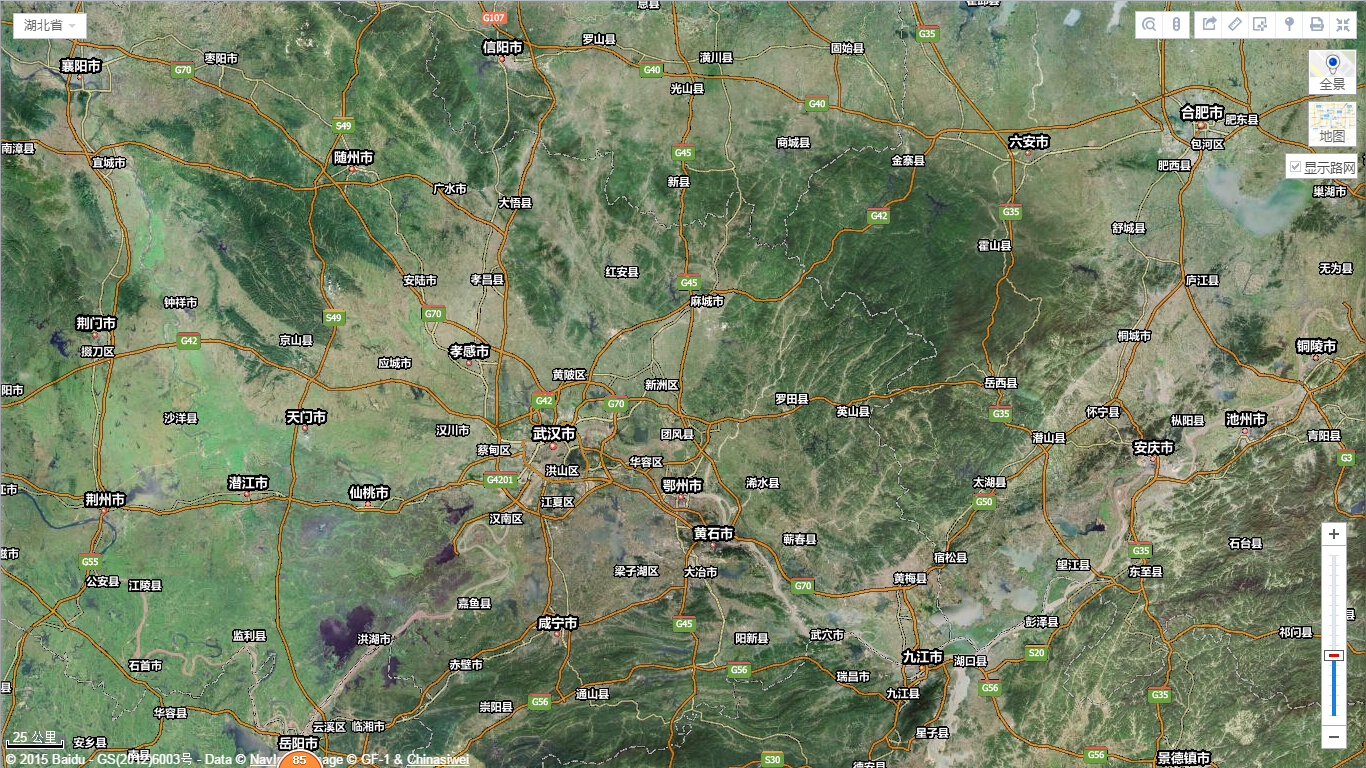 湖北省
息县
G107
信阳市
罗山县
潢川县
固始县
G35
全景
地图
显示路网
襄阳市
枣阳市
G70
G40
光山县
G40
合肥市
肥东县
S49
G45
商城县
六安市
包河区
南漳县
宜城市
随州市
金寨县
肥西县
广水市
新县
巢湖市
大悟县
G42
G35
舒城县
霍山县
安陆市
孝昌县
红安县
G45
庐江县
无为县
麻城市
钟祥市
荆门市
S49
G70
掇刀区
G42
京山县
孝感市
应城市
桐城市
铜陵市
阳市
黄陂区
新洲区
岳西县
G42
G70
罗田县
英山县
G35
怀宁县
沙洋县
天门市
汉川市
武汉市
团风县
潜山县
枞阳县
池州市
安庆市
青阳县
蔡甸区
G3
洪山区
华容区
江市
荆州市
潜江市
仙桃市
G4201
鄂州市
浠水县
太湖县
G50
江夏区
汉南区
黄石市
蕲春县
石台县
G55
公安县
江陵县
梁子湖区
大冶市
G70
黄梅县
宿松县
望江县
G35
东至县
嘉鱼县
咸宁市
G45
阳新县
武穴市
彭泽县
祁门县
监利县
洪湖市
石首市
赤壁市
G56
瑞昌市
九江市
湖口县
S20
G56
九江县
G35
华容县
崇阳县
G56
通山县
云溪区
临湘市
星子县
25 公里
安乡县
南县
岳阳市
85
S30
德安县
G56
景德镇市
© 2015 Baidu - GS(2012)6003号 - Data © NavI age © GF-1 & Chinasiwei